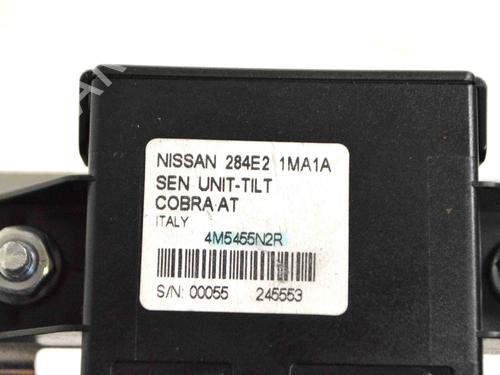 NISSAN 284E2 1MA1A
SEN UNIT-TILT
COBRA AT
ITALY
4M5455N2R
S/N: 00055 245553